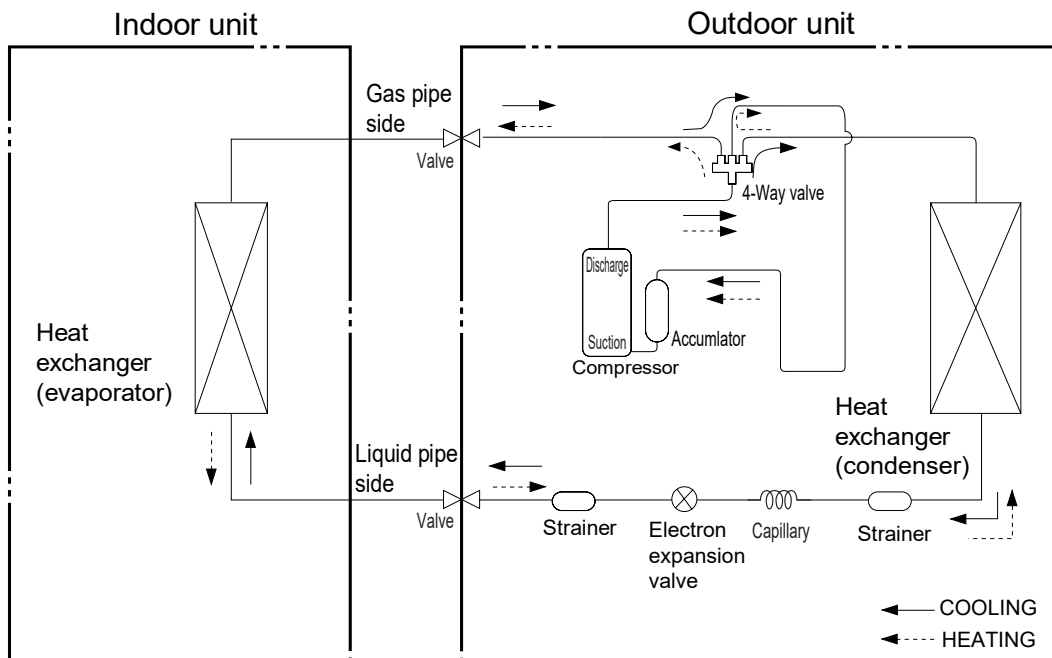 Indoor unit
Outdoor unit
Gas pipe
side
Valve
4-Way valve
Discharge
Suction
Accumlator
Compressor
Heat
exchanger
(evaporator)
Heat
exchanger
(condenser)
Liquid pipe
side
Valve
Strainer
Electron
expansion
valve
Capillary
Strainer
COOLING
HEATING